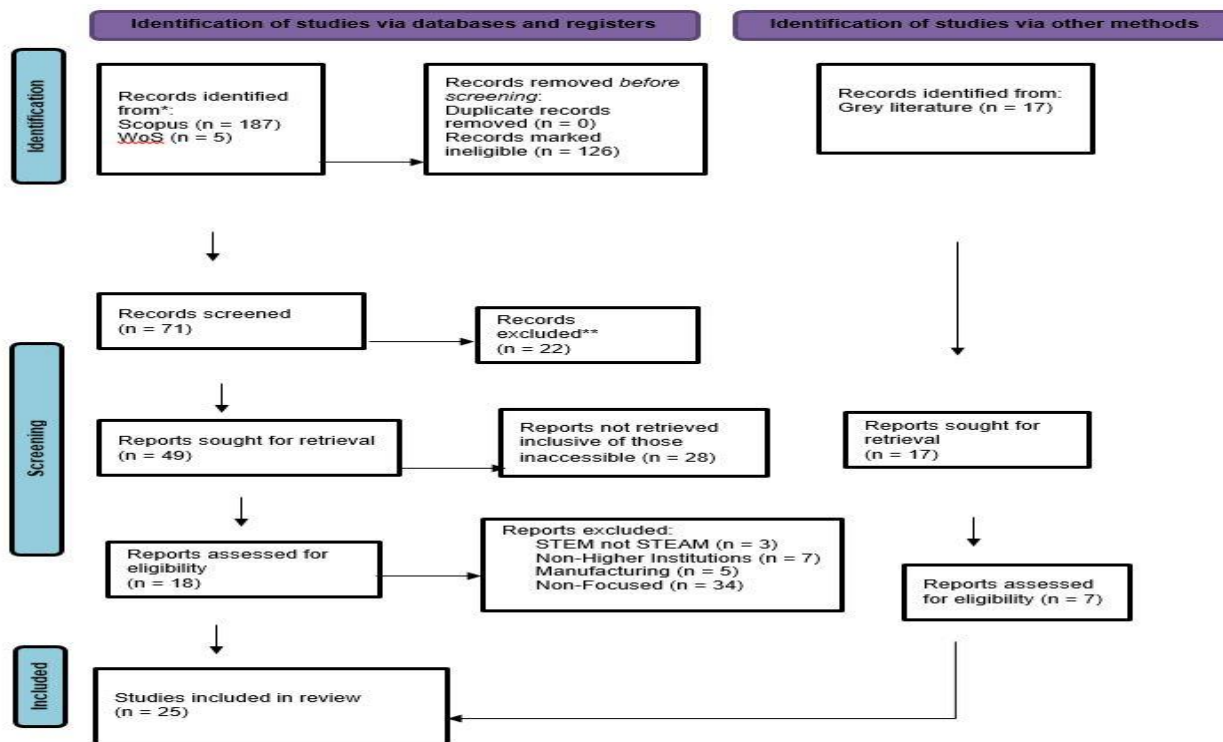 Identification of studies via databases and registers
Identification of studies via other methods
Identification
Records identified
from*:
Scopus (n = 187)
WoS (n = 5)
Records removed before
screening:
Duplicate records
removed (n = 0)
Records marked
ineligible (n = 126)
Records identified from:
Grey literature (n = 17)
Screening
Records screened
(n = 71)
Records
excluded**
(n = 22)
Reports sought for retrieval
(n = 49)
Reports not retrieved
inclusive of those
inaccessible (n = 28)
Reports sought for
retrieval
(n = 17)
Reports assessed for
eligibility
(n = 18)
Reports excluded:
STEM not STEAM (n = 3)
Non-Higher Institutions (n = 7)
Manufacturing (n = 5)
Non-Focused (n = 34)
Reports assessed
for eligibility (n = 7)
Included
Studies included in review
(n = 25)